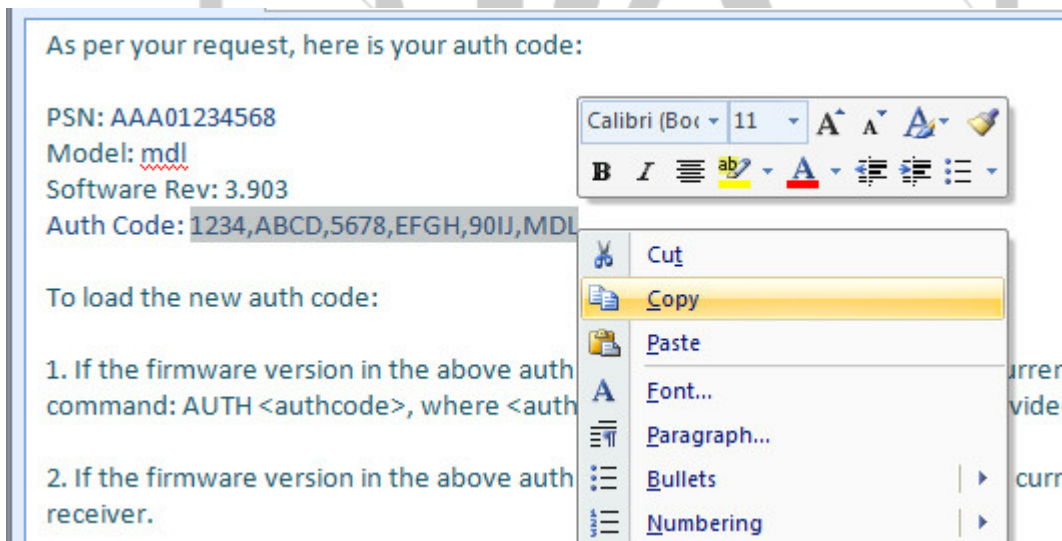 As per your request, here is your auth code:
PSN: AAA01234568
Model: mdl
Software Rev: 3.903
Auth Code: 1234,ABCD,5678,EFGH,90IJ,MDL
Calibri (Boc 11
Cut
Copy
Paste
Font...
Paragraph...
Bullets
Numbering
To load the new auth code:
1. If the firmware version in the above auth
command: AUTH <authcode>, where <auth
2. If the firmware version in the above auth curr
receiver.